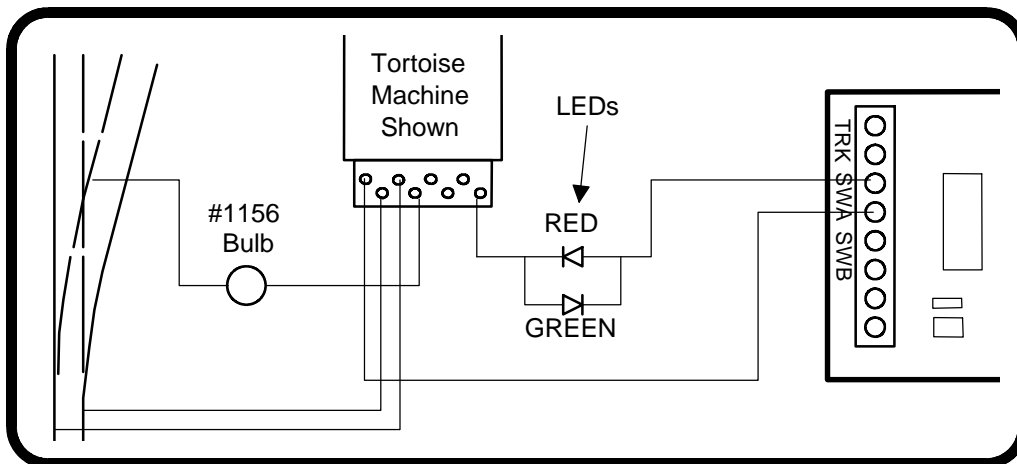 Tortoise
Machine
Shown
LEDs
#1156
Bulb
RED
GREEN
TRK SWA SWB